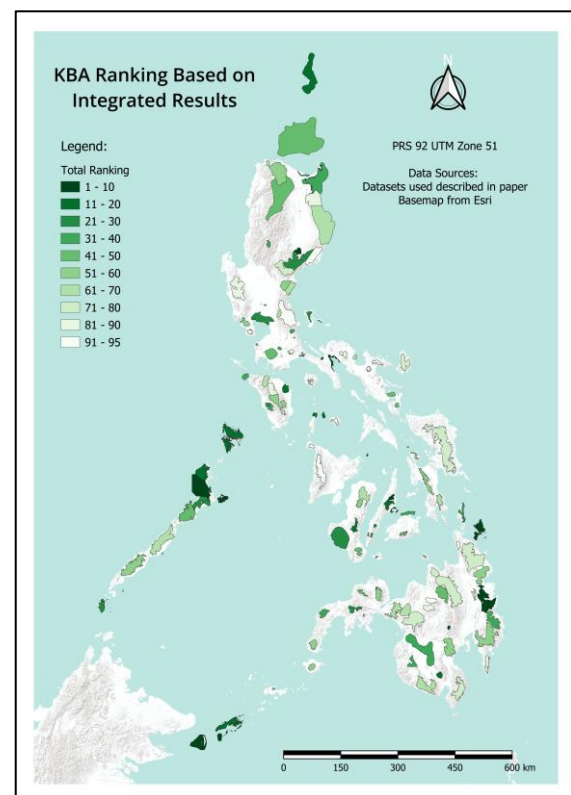 KBA Ranking Based on
Integrated Results
N
Legend:
Total Ranking
1 - 10
11 - 20
21 - 30
31 - 40
41 - 50
51 - 60
61 - 70
71 - 80
81 - 90
91 - 95
PRS 92 UTM Zone 51
Data Sources:
Datasets used described in paper
Basemap from Esri
0 150 300 450 600 km